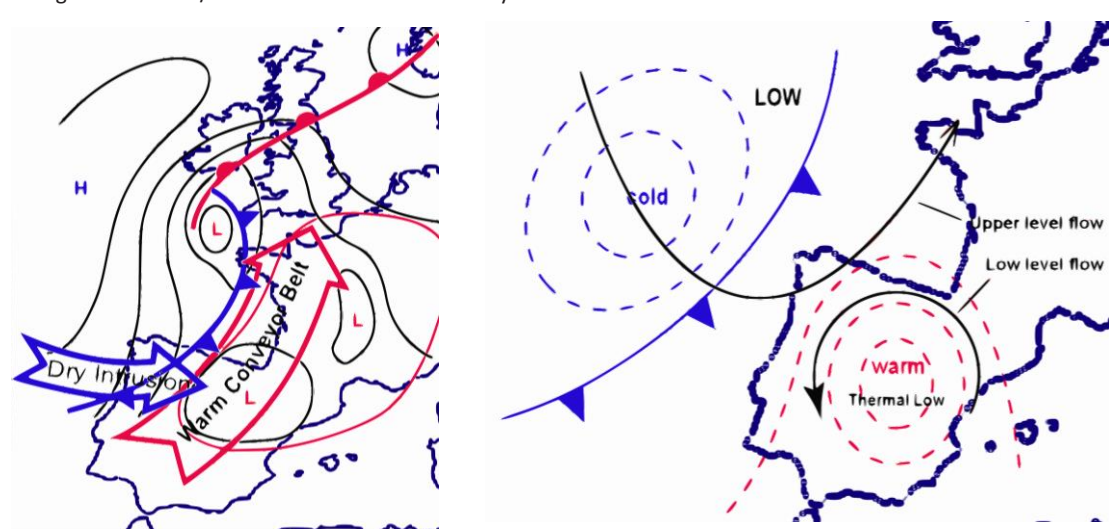 H
H
L
Warm Conveyor Belt
L
Dry Intrusion
L
LOW
cold
Upper level flow
Low level flow
warm
Thermal Low